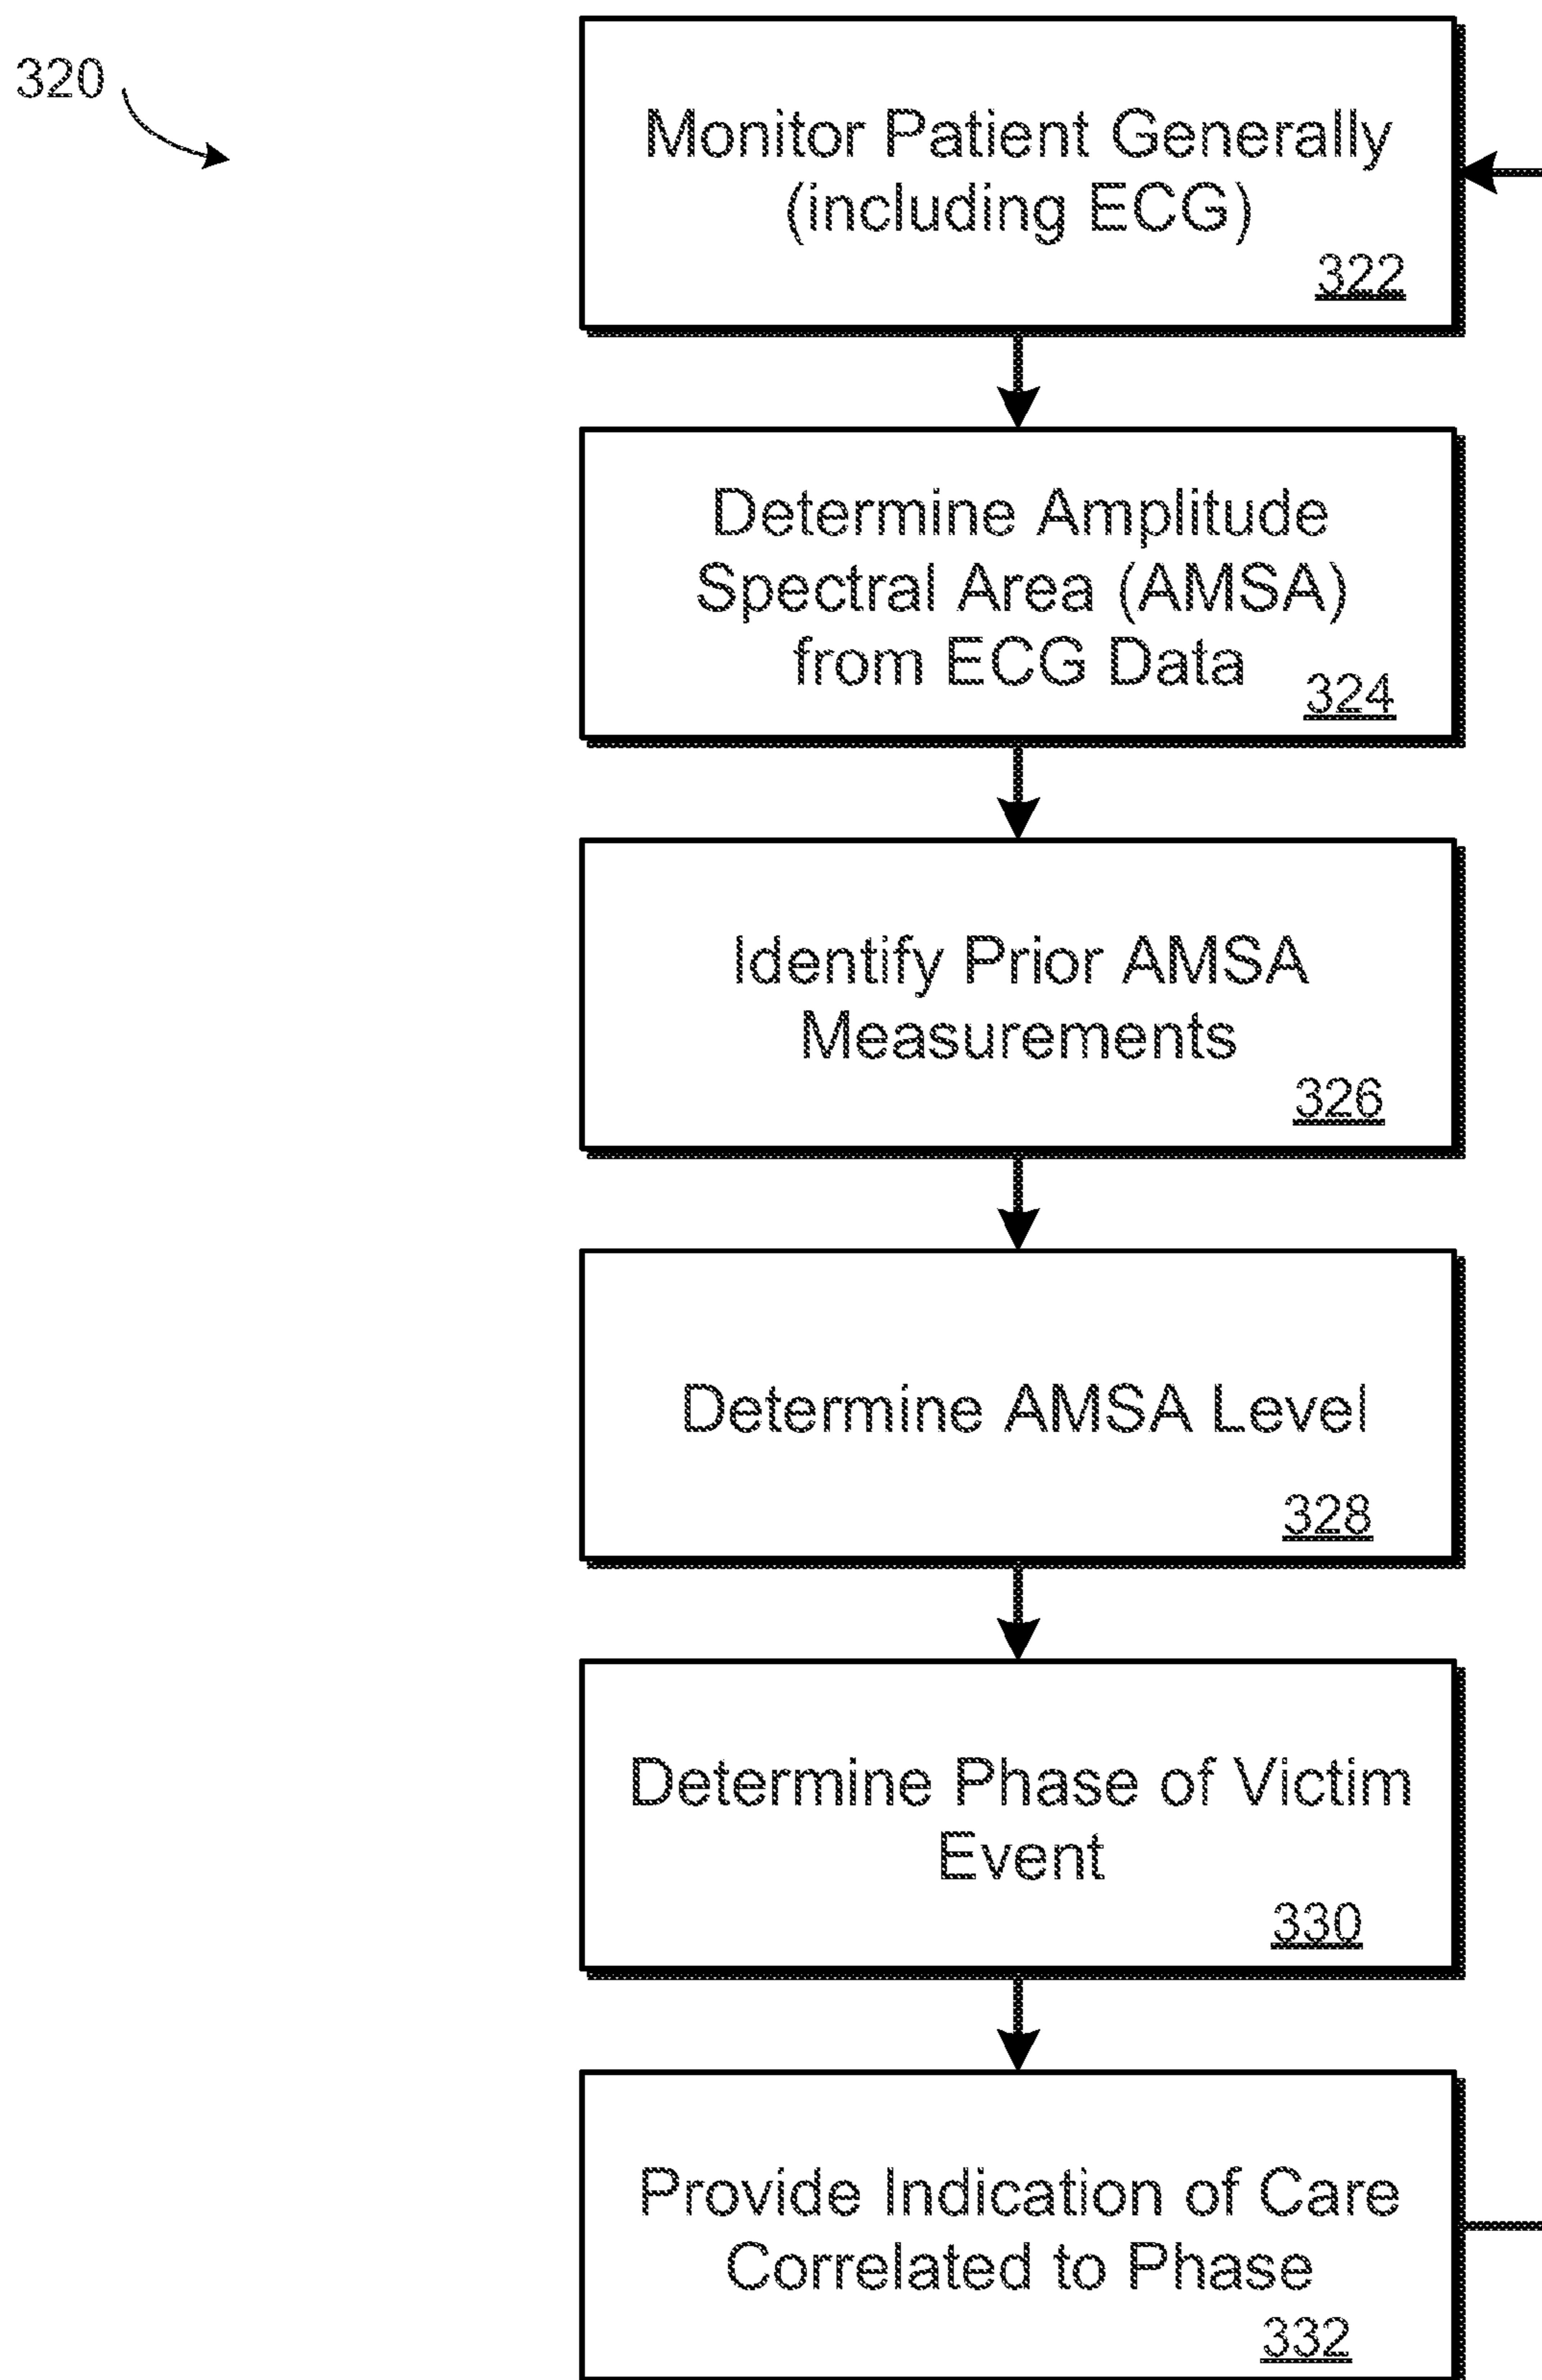 320
Monitor Patient Generally
(including ECG)
322
Determine Amplitude
Spectral Area (AMSA)
from ECG Data
324
Identify Prior AMSA
Measurements
326
Determine AMSA Level
328
Determine Phase of Victim
Event
330
Provide Indication of Care
Correlated to Phase
332